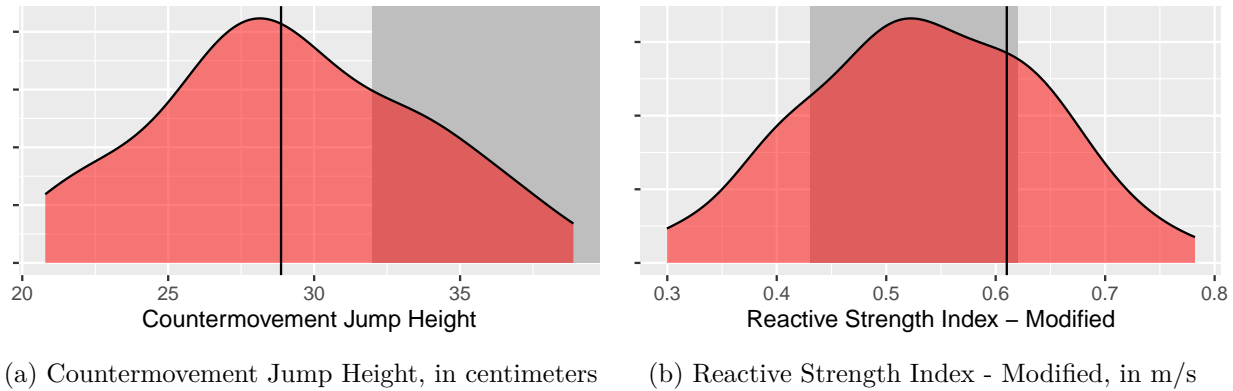 20 25 30 35
Countermovement Jump Height
0.3 0.4 0.5 0.6 0.7 0.8
Reactive Strength Index – Modified
(a) Countermovement Jump Height, in centimeters
(b) Reactive Strength Index - Modified, in m/s